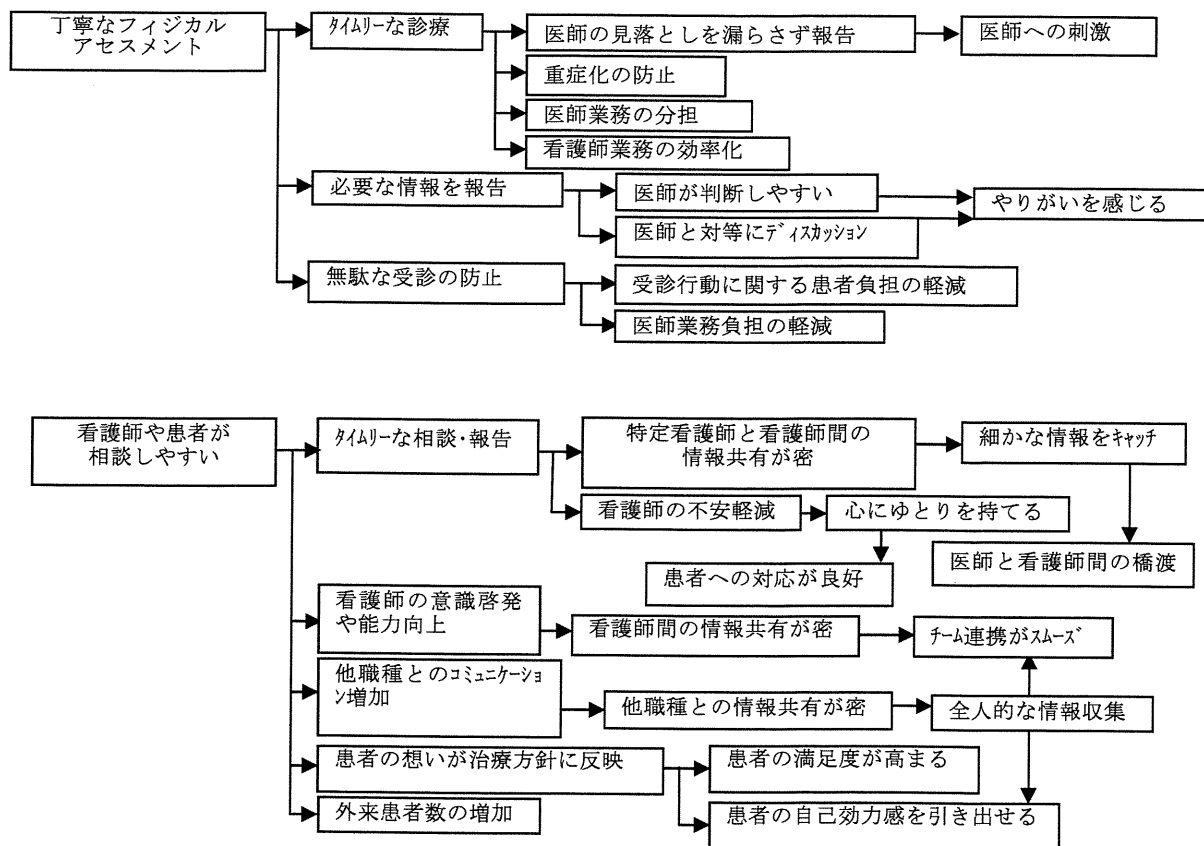 丁寧なフィジカル
アセスメント
ﾀｲﾑﾘｰな診療
医師の見落としを漏らさず報告
医師への刺激
重症化の防止
医師業務の分担
看護師業務の効率化
必要な情報を報告
医師が判断しやすい
やりがいを感じる
医師と対等にﾃﾞｨｽｶｯｼｮﾝ
無駄な受診の防止
受診行動に関する患者負担の軽減
医師業務負担の軽減
看護師や患者が
相談しやすい
ﾀｲﾑﾘｰな相談・報告
特定看護師と看護師間の
情報共有が密
細かな情報をｷｬｯﾁ
看護師の不安軽減
心にゆとりを持てる
医師と看護師間の橋渡
患者への対応が良好
看護師の意識啓発
や能力向上
看護師間の情報共有が密
ﾁｰﾑ連携がｽﾑｰｽﾞ
他職種とのｺﾐｭﾆｹｰｼｮ
ﾝ増加
他職種との情報共有が密
全人的な情報収集
患者の想いが治療方針に反映
患者の満足度が高まる
外来患者数の増加
患者の自己効力感を引き出せる